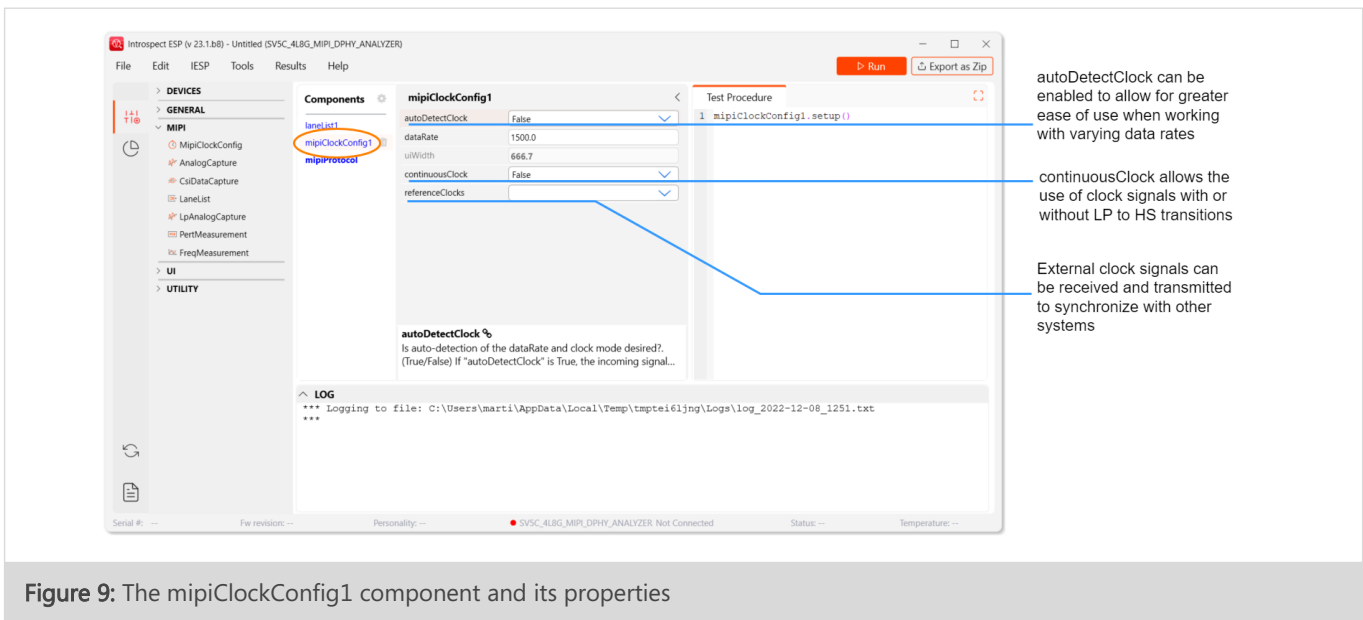 Introspect ESP (v 23.1.b8) - Untitled (SV5C_4L8G_MIPI_DPHY_ANALYZER)
File Edit IESP Tools Results Help
Run
Export as Zip
DEVICES
GENERAL
MIPI
MipiClockConfig
AnalogCapture
CsiDataCapture
LaneList
LpAnalogCapture
PertMeasurement
FreqMeasurement
UI
UTILITY
Components
laneList1
mipiClockConfig1
mipiProtocol
mipiClockConfig1
autoDetectClock False
dataRate 1500.0
uiWidth 666.7
continuousClock False
referenceClocks
autoDetectClock
Is auto-detection of the dataRate and clock mode desired?.
(True/False) If "autoDetectClock" is True, the incoming signal...
Test Procedure
1 mipiClockConfig1.setup()
LOG
*** Logging to file: C:\Users\marti\AppData\Local\Temp\tmptei6ljng\Logs\log_2022-12-08_1251.txt
***
Serial #: -- Fw revision: -- Personality: -- SV5C_4L8G_MIPI_DPHY_ANALYZER Not Connected Status: -- Temperature: --
autoDetectClock can be
enabled to allow for greater
ease of use when working
with varying data rates
continuousClock allows the
use of clock signals with or
without LP to HS transitions
External clock signals can
be received and transmitted
to synchronize with other
systems
Figure 9: The mipiClockConfig1 component and its properties